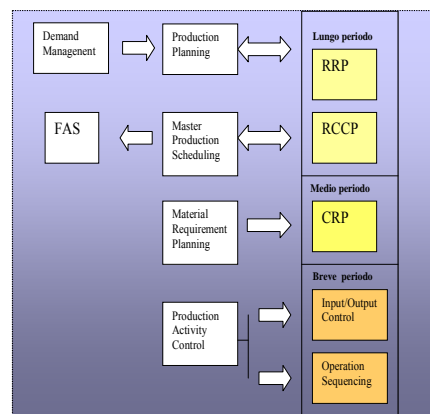 Demand
Management
Production
Planning
Lungo periodo
RRP
FAS
Master
Production
Scheduling
RCCP
Medio periodo
Material
Requirement
Planning
CRP
Breve periodo
Production
Activity
Control
Input/Output
Control
Operation
Sequencing